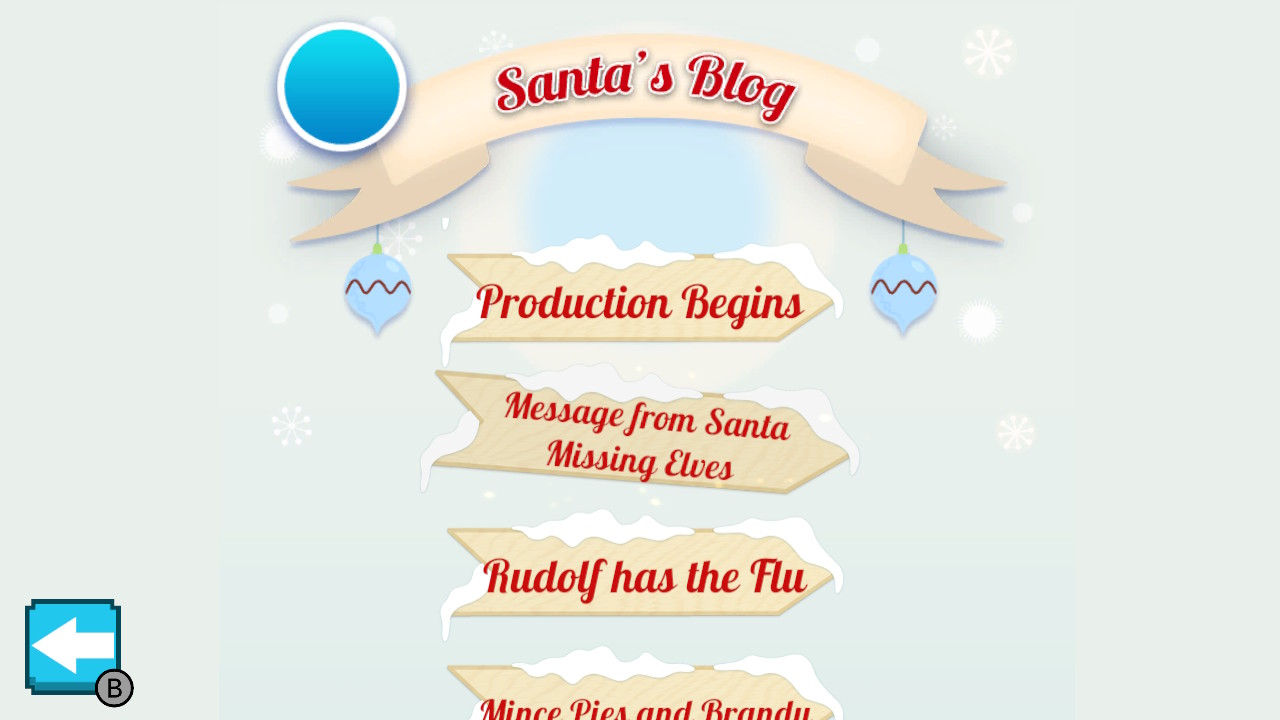 Santa's Blog
Production Begins
Message from Santa
Missing Elves
Rudolf has the Flu
Mince Pies and Brandy
B